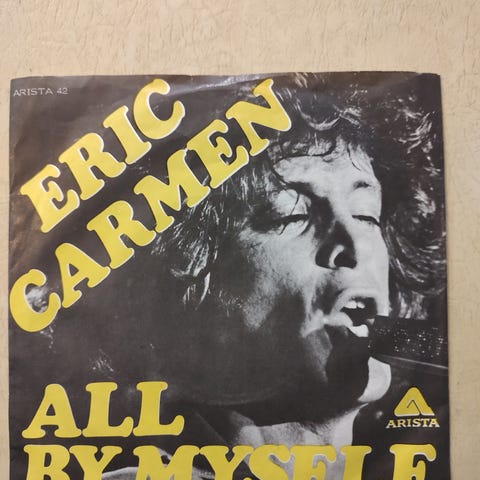 ARISTA 42
ERIC
CARMEN
ALL
BY MYSELF
ARISTA